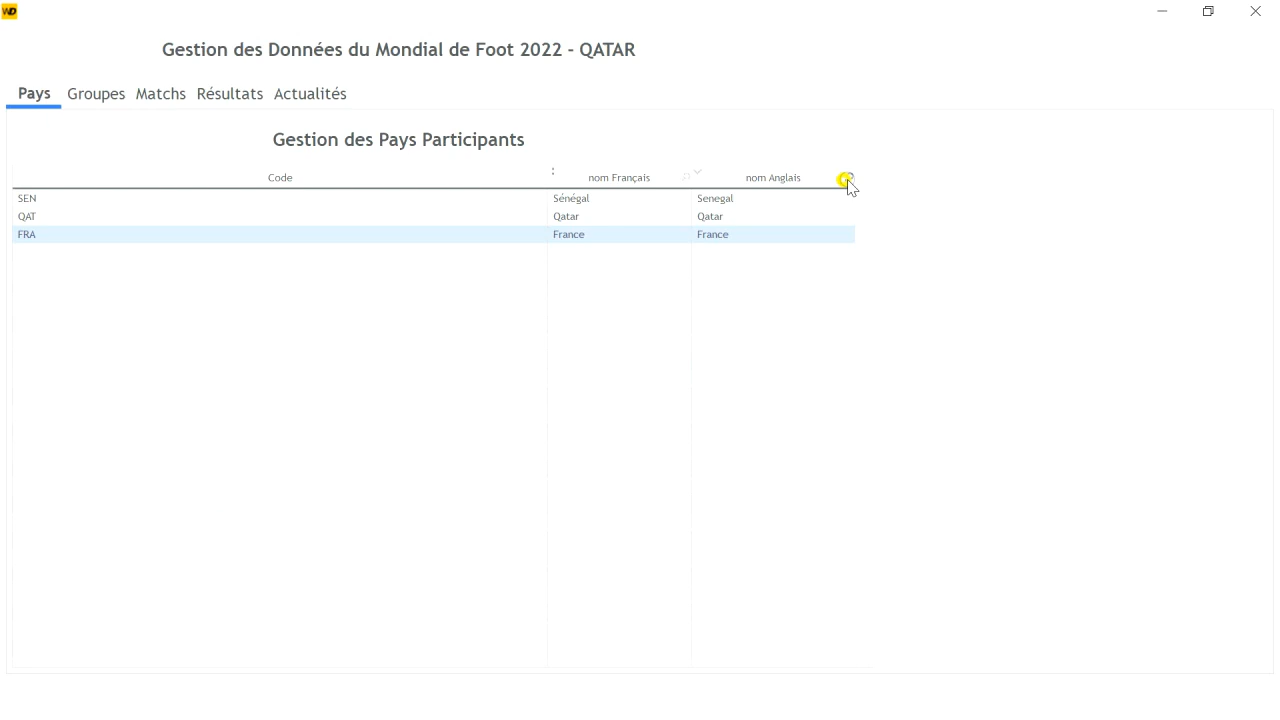 WD
Gestion des Données du Mondial de Foot 2022 - QATAR
Pays Groupes Matchs Résultats Actualités
Gestion des Pays Participants
Code nom Français nom Anglais
SEN Sénégal Senegal
QAT Qatar Qatar
FRA France France